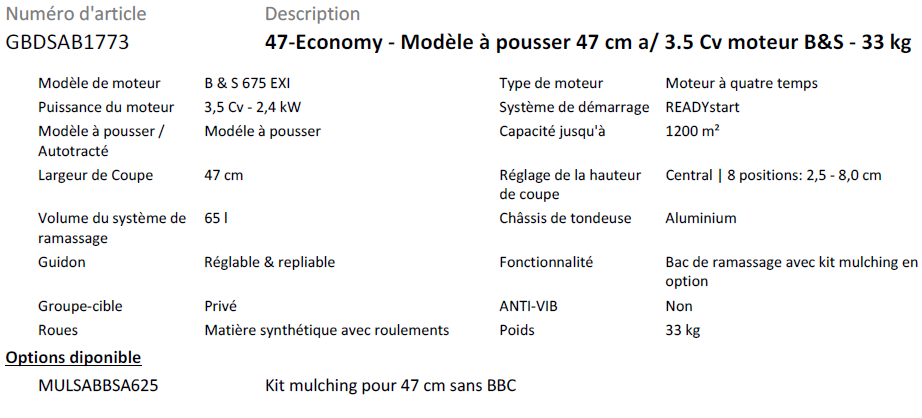 Numéro d'article Description
GBDSAB1773 47-Economy - Modèle à pousser 47 cm a/ 3.5 Cv moteur B&S - 33 kg
Modèle de moteur B & S 675 EXI Type de moteur Moteur à quatre temps
Puissance du moteur 3,5 Cv - 2,4 kW Système de démarrage READYstart
Modèle à pousser / Modéle à pousser Capacité jusqu'à 1200 m²
Autotracté
Largeur de Coupe 47 cm Réglage de la hauteur Central | 8 positions: 2,5 - 8,0 cm
de coupe
Volume du système de 65 l Châssis de tondeuse Aluminium
ramassage
Guidon Réglable & repliable Fonctionnalité Bac de ramassage avec kit mulching en
option
Groupe-cible Privé ANTI-VIB Non
Roues Matière synthétique avec roulements Poids 33 kg
Options diponible
MULSABBSA625 Kit mulching pour 47 cm sans BBC